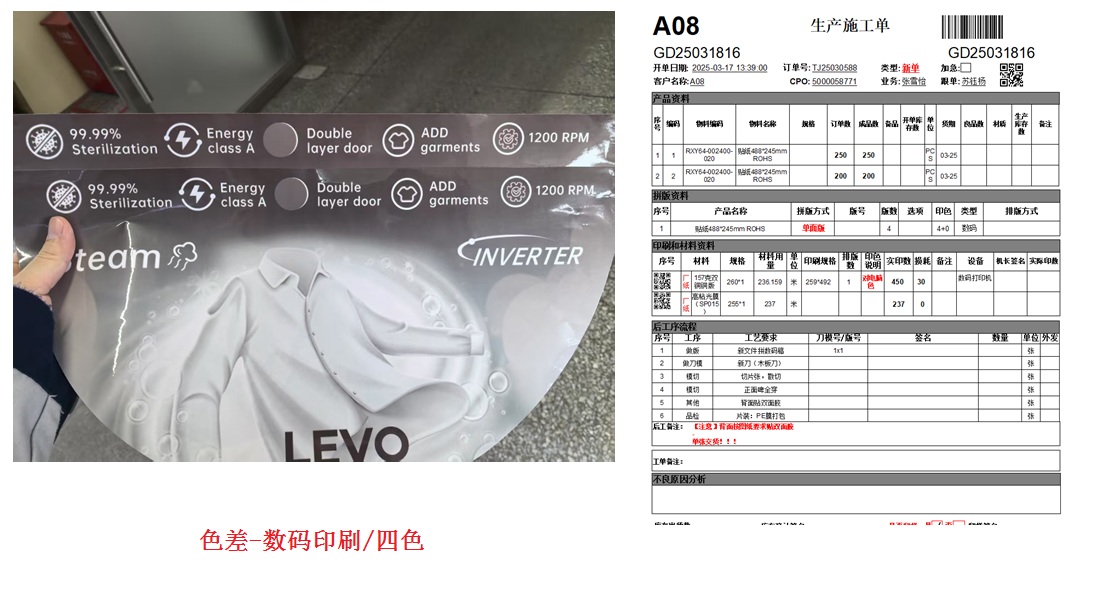 99.99%
Sterilization
Energy
class A
Double
layer door
ADD
garments
1200 RPM
99.99%
Sterilization
Energy
class A
Double
layer door
ADD
garments
1200 RPM
team
INVERTER
LEVO
色差-数码印刷/四色
A08
生产施工单
GD25031816
GD25031816
开单日期: 2025-03-17 13:39:00 订单号: TJ25030588 类型: 新单 加急:
客户名称: A08 CPO: 5000058771 业务: 张雪怡 跟单:
产品资料
序号 编码 物料编码 物料名称 规格 订单数 成品数 备品 开单库存数 单位 货期 良品数 材质 生产库存数 备注
1 1 RXY64-002400-020 贴纸488*245mm ROHS 250 250 PCS 03-25
2 2 RXY64-002400-020 贴纸488*245mm ROHS 200 200 PCS 03-25
拼版资料
序号 产品名称 拼版方式 版号 版数 选项 印色 类型 排版方式
1 贴纸488*245mm ROHS 单面版 4 4+0 数码
印刷和材料资料
序号 材料 规格 材料用量 单位 印刷规格 排版数 印色说明 实印数 损耗 备注 设备 机长签名 实际印数
厂纸 157克双铜铜版 260*1 236.159 米 259*492 1 450 30 数码打印机
厂纸 高粘光膜(SP015) 255*1 237 米 237 0
后工序流程
序号 工序 工艺要求 刀模号/版号 签名 数量 单位 外发
1 做版 新文件拼数码稿 1x1 张
2 做刀模 新刀(木板刀) 张
3 模切 切片张,散切 张
4 模切 正面啤全穿 张
5 其他 背面贴双面胶 张
6 品检 片装: PE膜打包 张
后工备注: 【注意】背面按图纸要求贴双面胶
单张交货!!!
工单备注:
不良原因分析